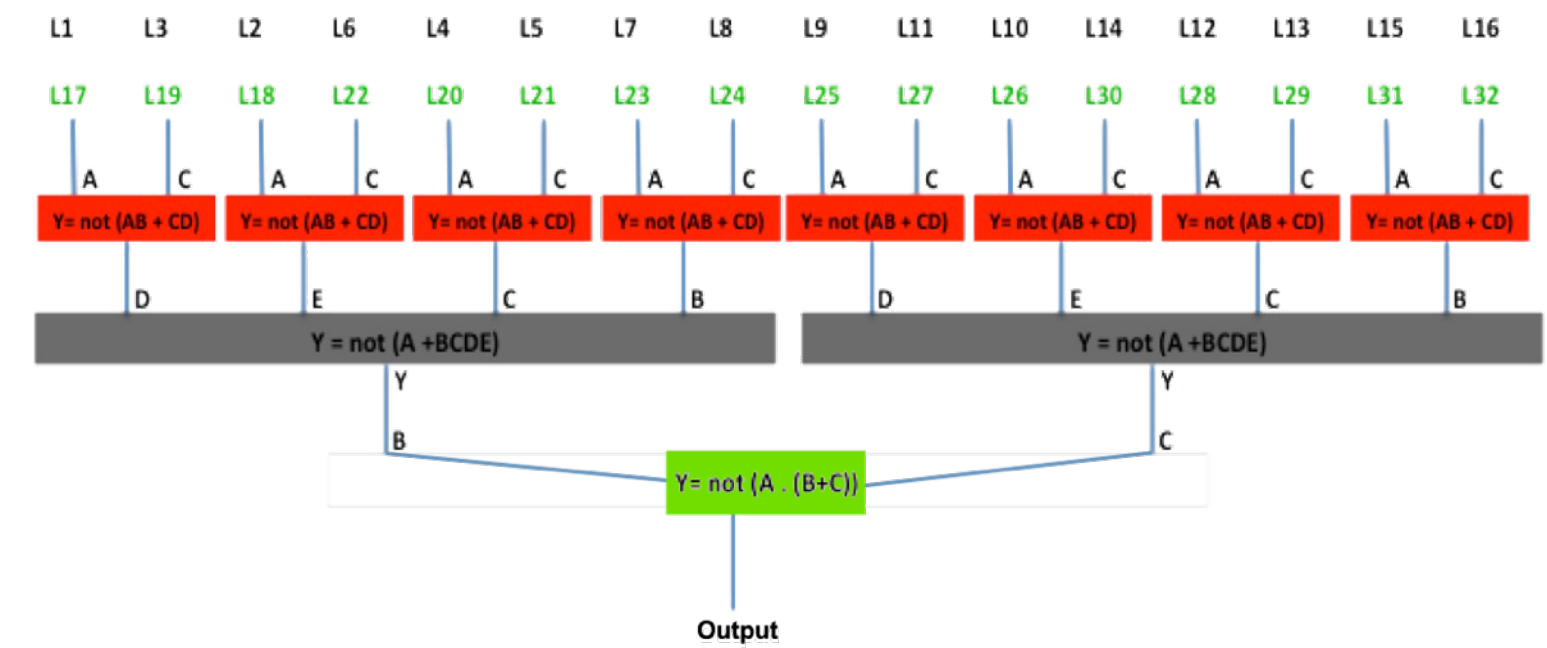 L1 L3 L2 L6 L4 L5 L7 L8 L9 L11 L10 L14 L12 L13 L15 L16
L17 L19 L18 L22 L20 L21 L23 L24 L25 L27 L26 L30 L28 L29 L31 L32
A C A C A C A C A C A C A C A C
Y= not (AB + CD) Y= not (AB + CD) Y= not (AB + CD) Y= not (AB + CD) Y= not (AB + CD) Y= not (AB + CD) Y= not (AB + CD) Y= not (AB + CD)
D E C B D E C B
Y = not (A +BCDE) Y = not (A +BCDE)
Y Y
B C
Y= not (A . (B+C))
Output